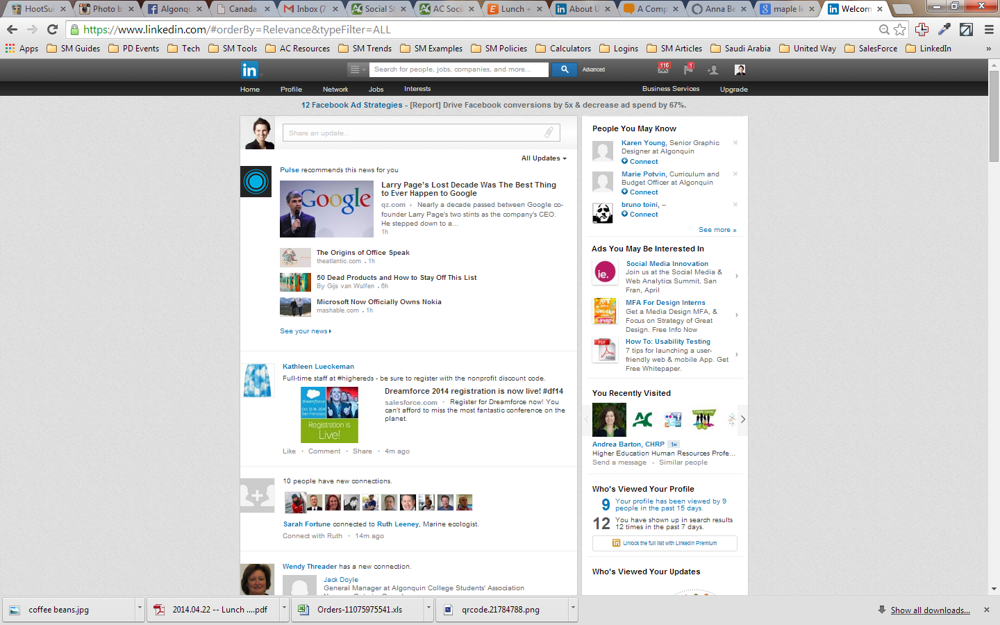 HootSui
Photo b
Algonqu
Canada
Inbox (7
Social St
AC Soci
Lunch +
About U
A Comp
Anna Be
maple le
Welcom
https://www.linkedin.com/#orderBy=Relevance&typeFilter=ALL
Apps SM Guides PD Events Tech SM Tools AC Resources SM Trends SM Examples SM Policies Calculators Logins SM Articles Saudi Arabia United Way SalesForce LinkedIn »
in
Search for people, jobs, companies, and more...
Advanced
116
1
Home Profile Network Jobs Interests
Business Services Upgrade
12 Facebook Ad Strategies - [Report] Drive Facebook conversions by 5x & decrease ad spend by 67%.
Share an update...
All Updates
Pulse recommends this news for you
Google
Larry Page's Lost Decade Was The Best Thing
to Ever Happen to Google
qz.com • Nearly a decade passed between Google co-
founder Larry Page's two stints as the company's CEO.
He stepped down to a...
1h
The Origins of Office Speak
theatlantic.com • 1h
50 Dead Products and How to Stay Off This List
By Gijs van Wulfen • 6h
Microsoft Now Officially Owns Nokia
mashable.com • 1h
See your news
Kathleen Lueckeman
Full-time staff at #highereds - be sure to register with the nonprofit discount code.
dreamforce
Oct. 13-16, 2014
San Francisco
Registration is
Live!
Dreamforce 2014 registration is now live! #df14
salesforce.com • Register for Dreamforce now! You
can't afford to miss the most fantastic conference on the
planet.
Like • Comment • Share • 4m ago
10 people have new connections.
Sarah Fortune connected to Ruth Leeney, Marine ecologist.
Connect with Ruth • 14m ago
Wendy Threader has a new connection.
Jack Doyle
General Manager at Algonquin College Students' Association
People You May Know
Karen Young, Senior Graphic
Designer at Algonquin
Connect
Marie Potvin, Curriculum and
Budget Officer at Algonquin
Connect
bruno toini, --
Connect
See more »
Ads You May Be Interested In
ie.
Social Media Innovation
Join us at the Social Media &
Web Analytics Summit, San
Fran, April
MFA For Design Interns
Get a Media Design MFA, &
Focus on Strategy of Great
Design. Free Info Now
PDF
How To: Usability Testing
7 tips for launching a user-
friendly web & mobile App. Get
Free Whitepaper.
You Recently Visited
AC
Andrea Barton, CHRP 1st
Higher Education Human Resources Profe...
Send a message • Similar people
Who's Viewed Your Profile
9 Your profile has been viewed by 9
people in the past 15 days.
12 You have shown up in search results
12 times in the past 7 days.
in Unlock the full list with LinkedIn Premium
Who's Viewed Your Updates
coffee beans.jpg
2014.04.22 -- Lunch ....pdf
Orders-11075975541.xls
qrcode.21784788.png
Show all downloads...